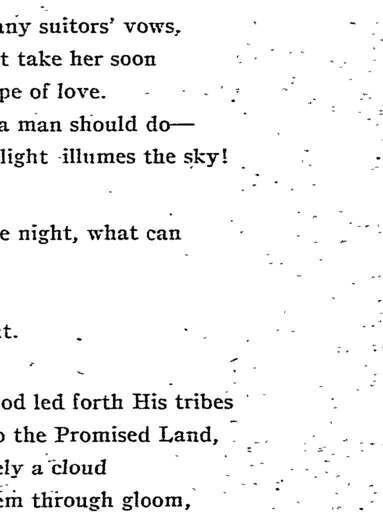 any suitors' vows,
t take her soon
pe of love.
a man should do—
light illumes the sky!
e night, what can
t.
od led forth His tribes
o the Promised Land,
ely a cloud
em through gloom,